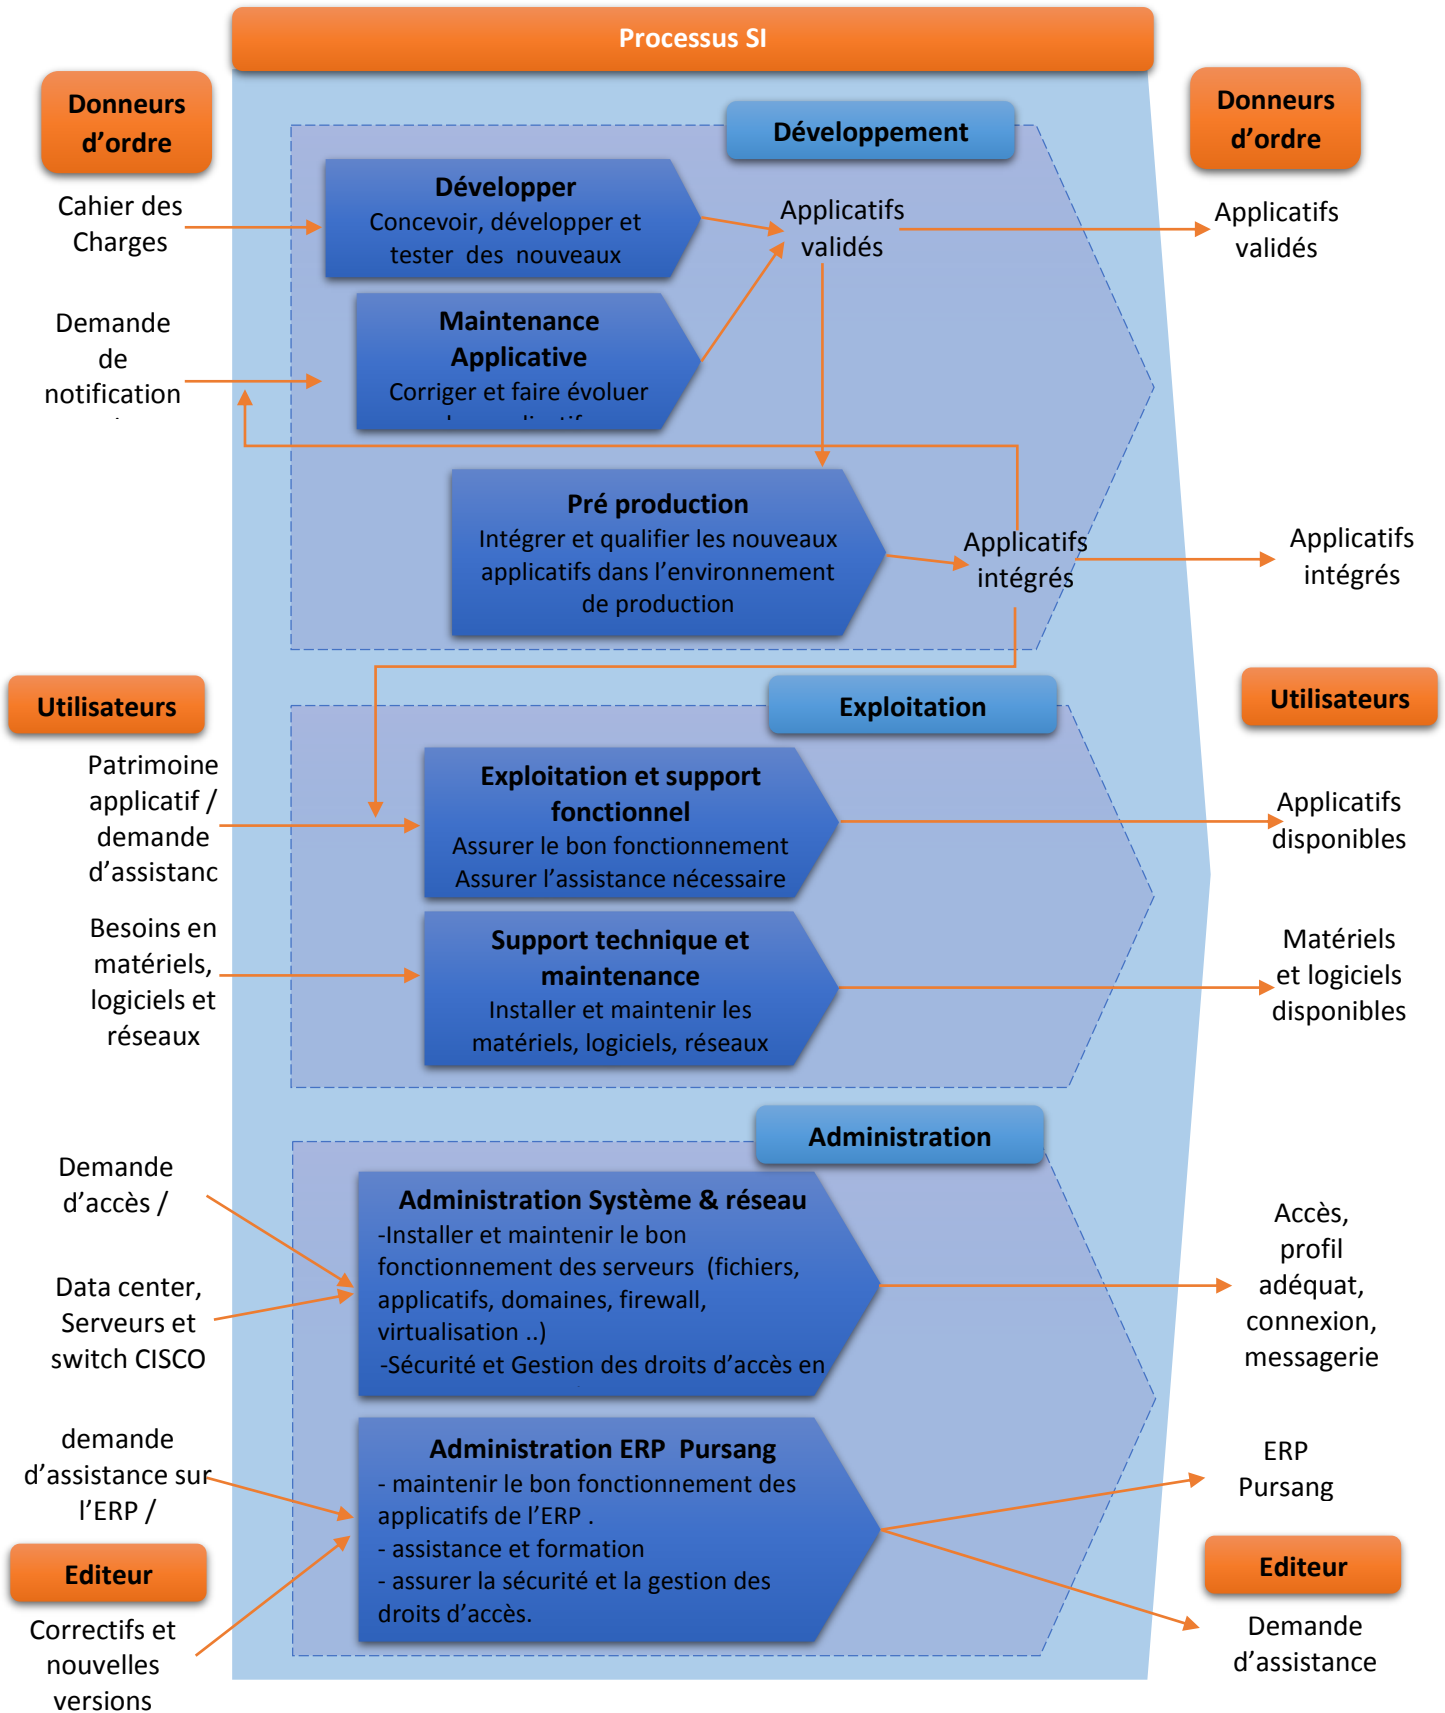 Processus SI
Donneurs
d’ordre
Donneurs
d’ordre
Développement
Cahier des
Charges
Développer
Concevoir, développer et
tester des nouveaux
Applicatifs
validés
Applicatifs
validés
Demande
de
notification
Maintenance
Applicative
Corriger et faire évoluer
Pré production
Intégrer et qualifier les nouveaux
applicatifs dans l’environnement
de production
Applicatifs
intégrés
Applicatifs
intégrés
Utilisateurs
Utilisateurs
Exploitation
Patrimoine
applicatif /
demande
d’assistanc
Exploitation et support
fonctionnel
Assurer le bon fonctionnement
Assurer l’assistance nécessaire
Applicatifs
disponibles
Besoins en
matériels,
logiciels et
réseaux
Support technique et
maintenance
Installer et maintenir les
matériels, logiciels, réseaux
Matériels
et logiciels
disponibles
Administration
Demande
d’accès /
Data center,
Serveurs et
switch CISCO
Administration Système & réseau
-Installer et maintenir le bon
fonctionnement des serveurs (fichiers,
applicatifs, domaines, firewall,
virtualisation ..)
-Sécurité et Gestion des droits d’accès en
Accès,
profil
adéquat,
connexion,
messagerie
demande
d’assistance sur
l’ERP /
Administration ERP Pursang
- maintenir le bon fonctionnement des
applicatifs de l’ERP .
- assistance et formation
- assurer la sécurité et la gestion des
droits d’accès.
ERP
Pursang
Editeur
Editeur
Correctifs et
nouvelles
versions
Demande
d’assistance